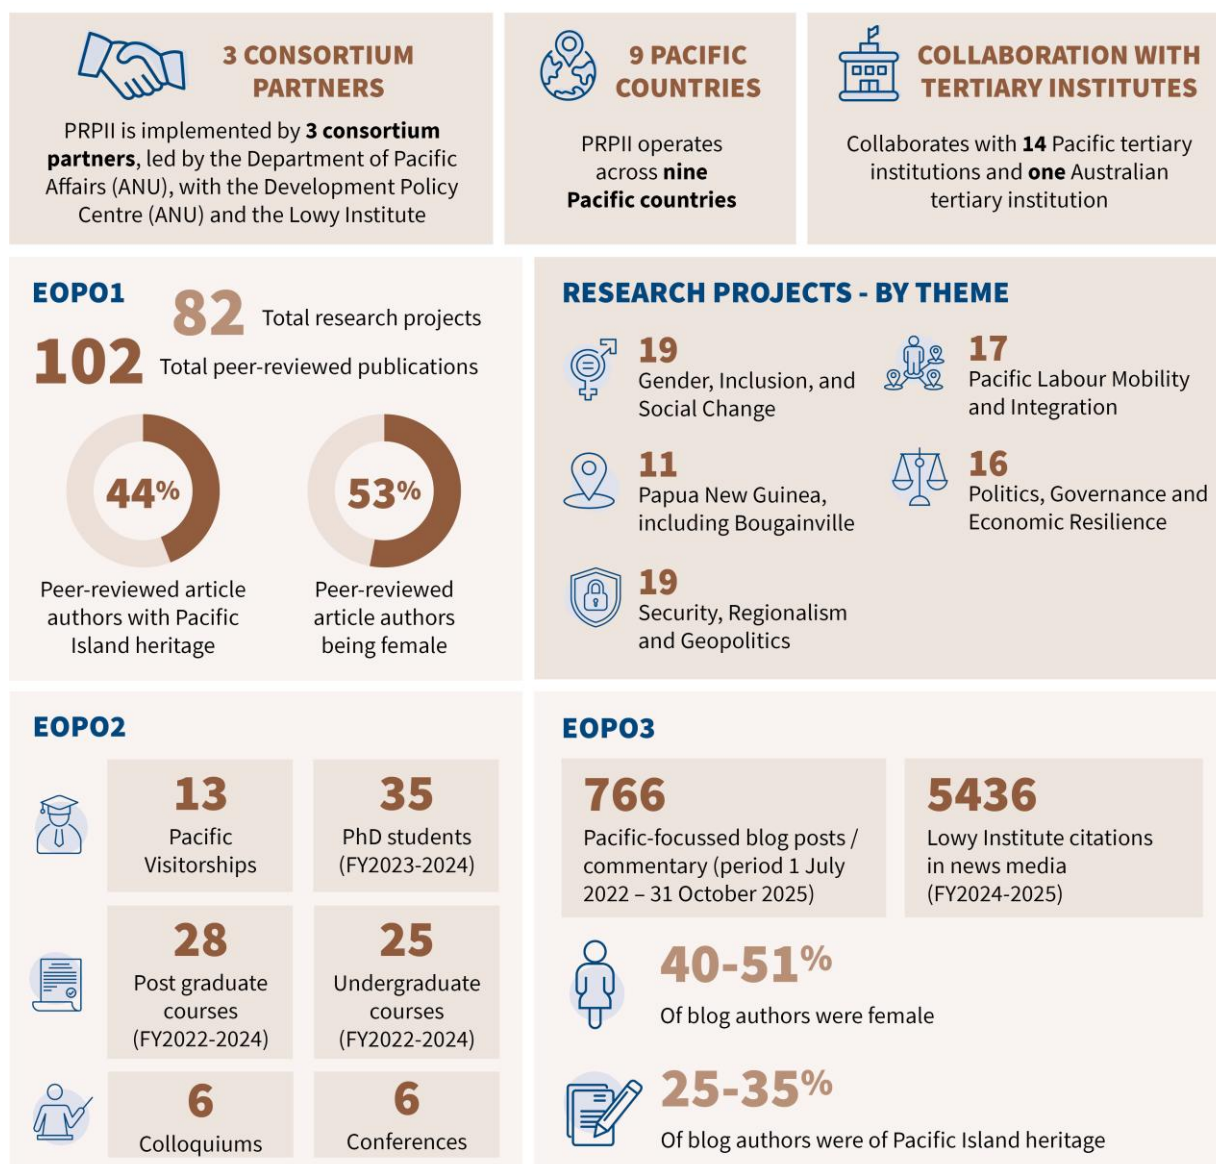 3 CONSORTIUM
PARTNERS
PRPII is implemented by 3 consortium
partners, led by the Department of Pacific
Affairs (ANU), with the Development Policy
Centre (ANU) and the Lowy Institute
9 PACIFIC
COUNTRIES
PRPII operates
across nine
Pacific countries
COLLABORATION WITH
TERTIARY INSTITUTES
Collaborates with 14 Pacific tertiary
institutions and one Australian
tertiary institution
EOPO1
82 Total research projects
102 Total peer-reviewed publications
44%
Peer-reviewed article
authors with Pacific
Island heritage
53%
Peer-reviewed
article authors
being female
RESEARCH PROJECTS - BY THEME
19
Gender, Inclusion, and
Social Change
17
Pacific Labour Mobility
and Integration
11
Papua New Guinea,
including Bougainville
16
Politics, Governance and
Economic Resilience
19
Security, Regionalism
and Geopolitics
EOPO2
13
Pacific
Visitorships
35
PhD students
(FY2023-2024)
28
Post graduate
courses
(FY2022-2024)
25
Undergraduate
courses
(FY2022-2024)
6
Colloquiums
6
Conferences
EOPO3
766
Pacific-focussed blog posts /
commentary (period 1 July
2022 – 31 October 2025)
5436
Lowy Institute citations
in news media
(FY2024-2025)
40-51%
Of blog authors were female
25-35%
Of blog authors were of Pacific Island heritage